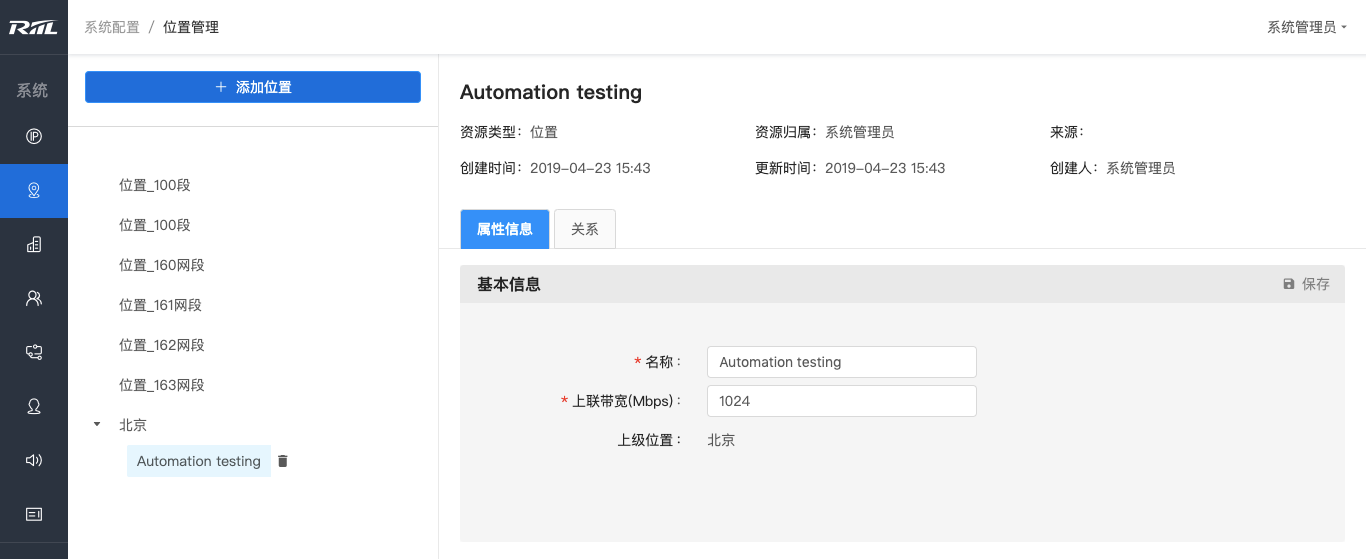 RIIL
系统配置 / 位置管理
系统管理员
系统
IP
+ 添加位置
位置_100段
位置_100段
位置_160网段
位置_161网段
位置_162网段
位置_163网段
北京
Automation testing
Automation testing
资源类型：位置 资源归属：系统管理员 来源：
创建时间：2019-04-23 15:43 更新时间：2019-04-23 15:43 创建人：系统管理员
属性信息 关系
基本信息 保存
* 名称： Automation testing
* 上联带宽(Mbps)： 1024
上级位置： 北京